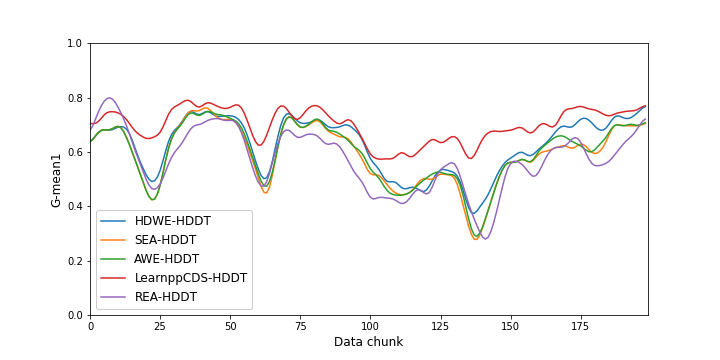 1.0
0.8
0.6
0.4
0.2
0.0
G-mean1
HDWE-HDDT
SEA-HDDT
AWE-HDDT
LearnppCDS-HDDT
REA-HDDT
0 25 50 75 100 125 150 175
Data chunk